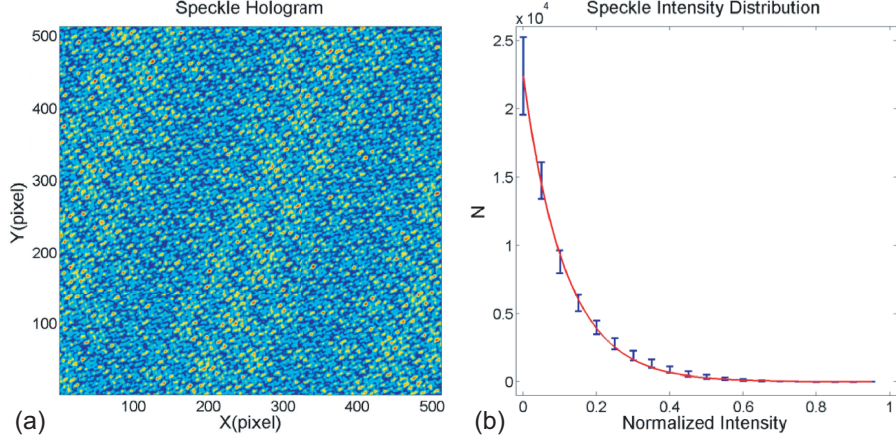 Speckle Hologram
500
400
300
200
100
Y(pixel)
100 200 300 400 500
X(pixel)
(a)
Speckle Intensity Distribution
x 10⁴
2.5
2
1.5
1
0.5
0
N
0 0.2 0.4 0.6 0.8 1
Normalized Intensity
(b)